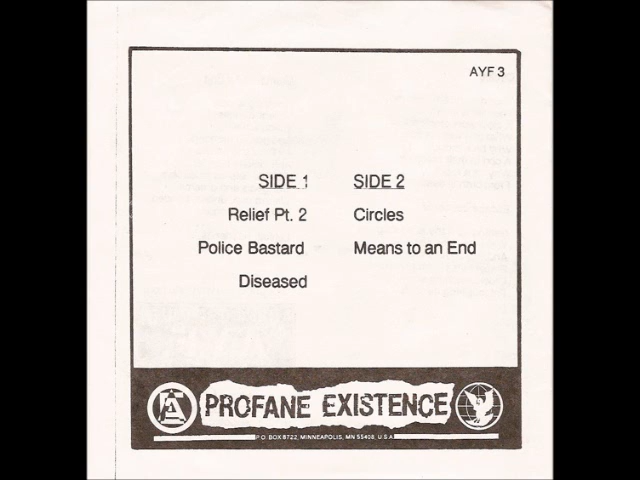 AYF 3
SIDE 1 SIDE 2
Relief Pt. 2 Circles
Police Bastard Means to an End
Diseased
PROFANE EXISTENCE
P.O. BOX 8722, MINNEAPOLIS, MN 55408, U.S.A.